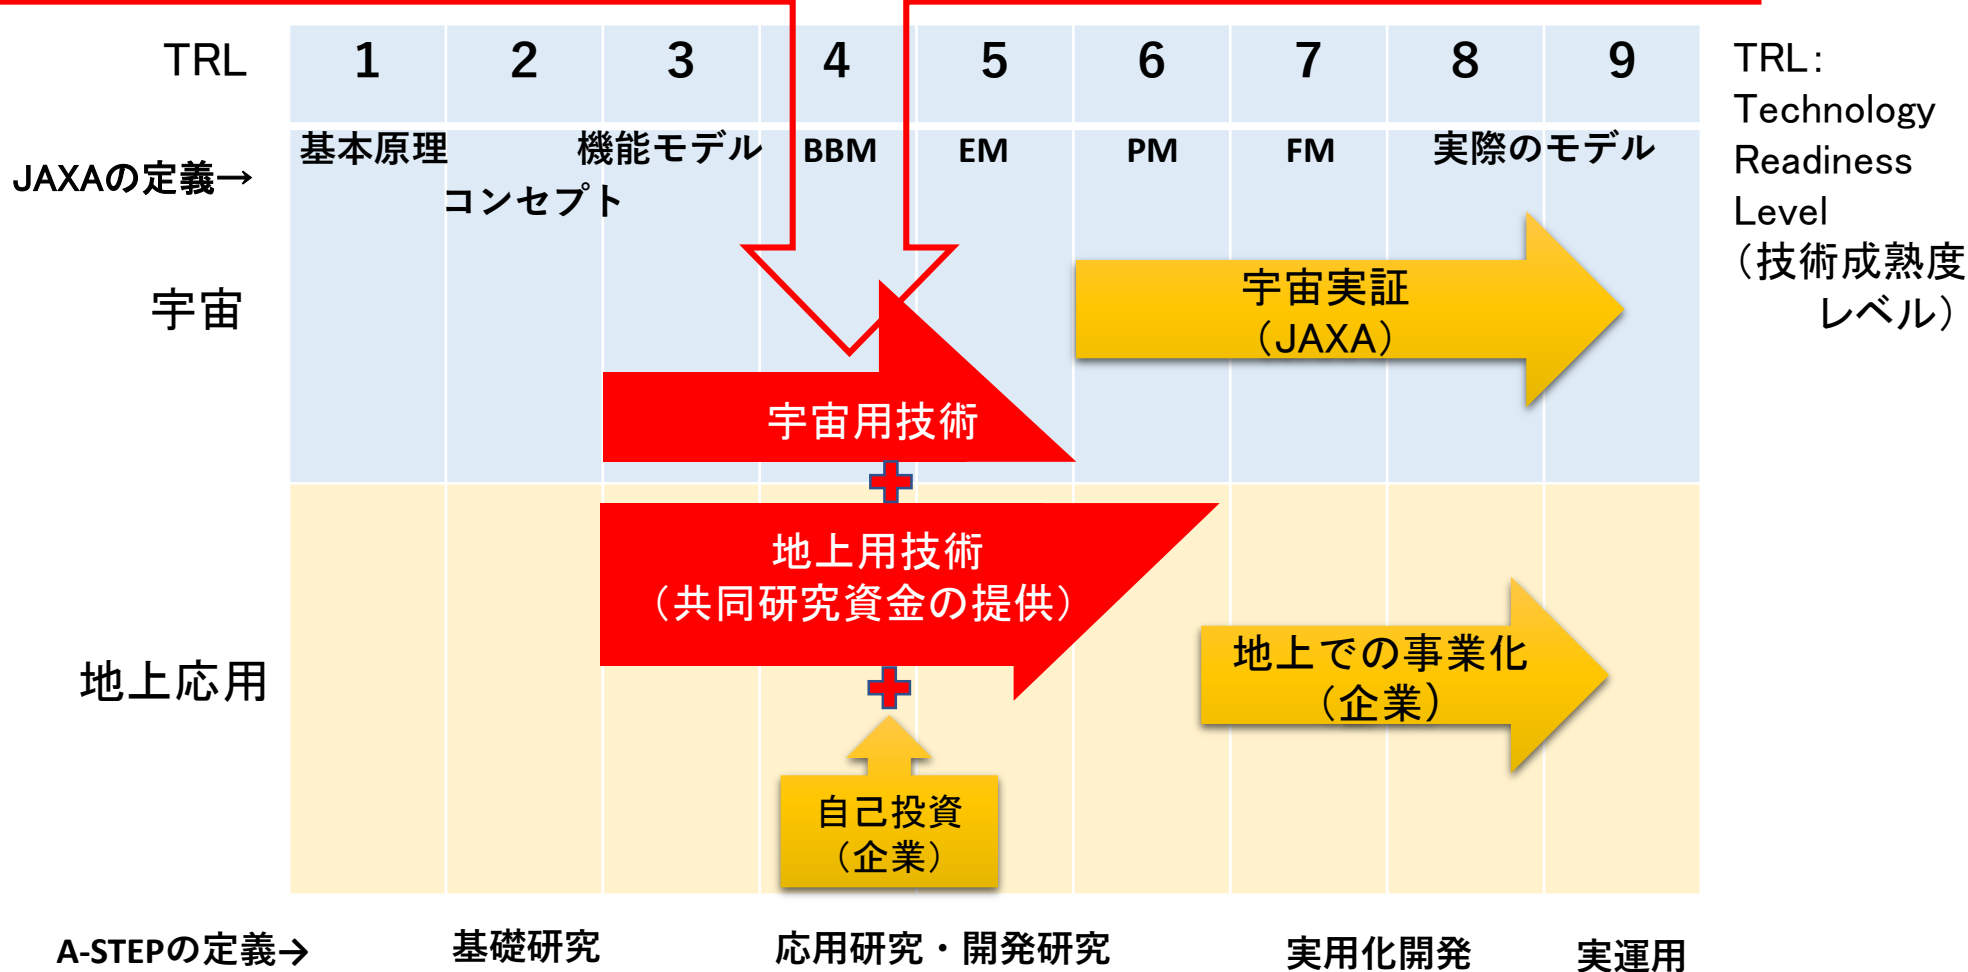 TRL 1 2 3 4 5 6 7 8 9
JAXAの定義→ 基本原理 機能モデル BBM EM PM FM 実際のモデル
コンセプト
TRL:
Technology
Readiness
Level
(技術成熟度
レベル)
宇宙
宇宙実証
(JAXA)
宇宙用技術
地上用技術
(共同研究資金の提供)
地上応用
地上での事業化
(企業)
自己投資
(企業)
A-STEPの定義→ 基礎研究 応用研究・開発研究 実用化開発 実運用